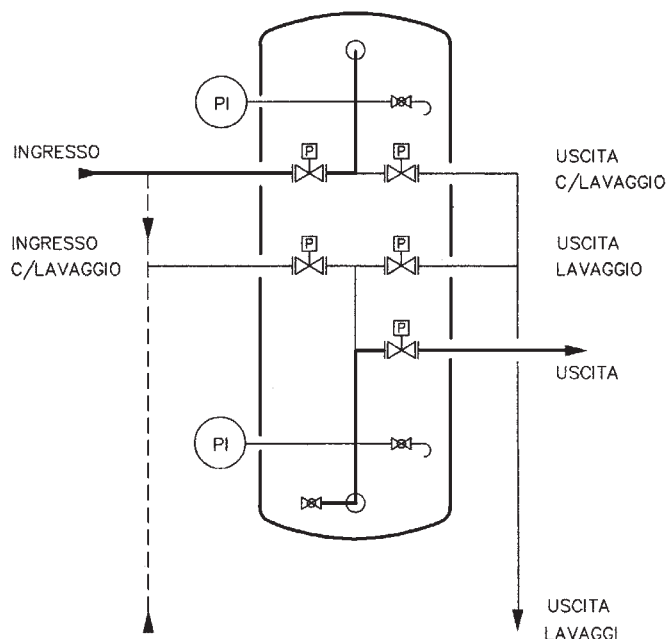 PI
INGRESSO
P
P
USCITA
C/LAVAGGIO
INGRESSO
C/LAVAGGIO
P
P
USCITA
LAVAGGIO
P
USCITA
PI
USCITA
LAVAGGI